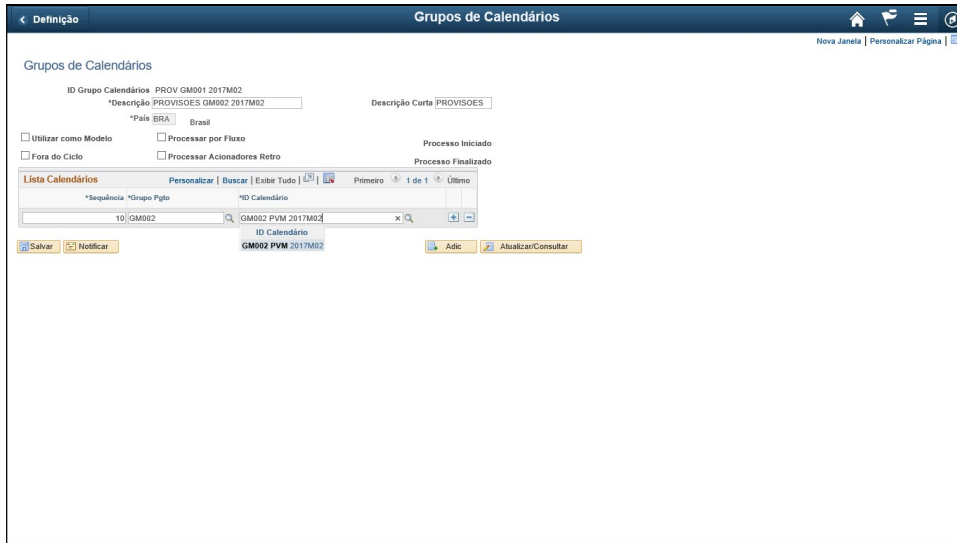 Definição
Grupos de Calendários
Nova Janela | Personalizar Página |
Grupos de Calendários
ID Grupo Calendários PROV GM001 2017M02
*Descrição PROVISOES GM002 2017M02 Descrição Curta PROVISOES
*País BRA Brasil
Utilizar como Modelo Processar por Fluxo Processo Iniciado
Fora do Ciclo Processar Acionadores Retro Processo Finalizado
Lista Calendários Personalizar | Buscar | Exibir Tudo | | Primeiro 1 de 1 Último
*Sequência *Grupo Pgto *ID Calendário
10 GM002 GM002 PVM 2017M02
ID Calendário
GM002 PVM 2017M02
Salvar Notificar Adic Atualizar/Consultar